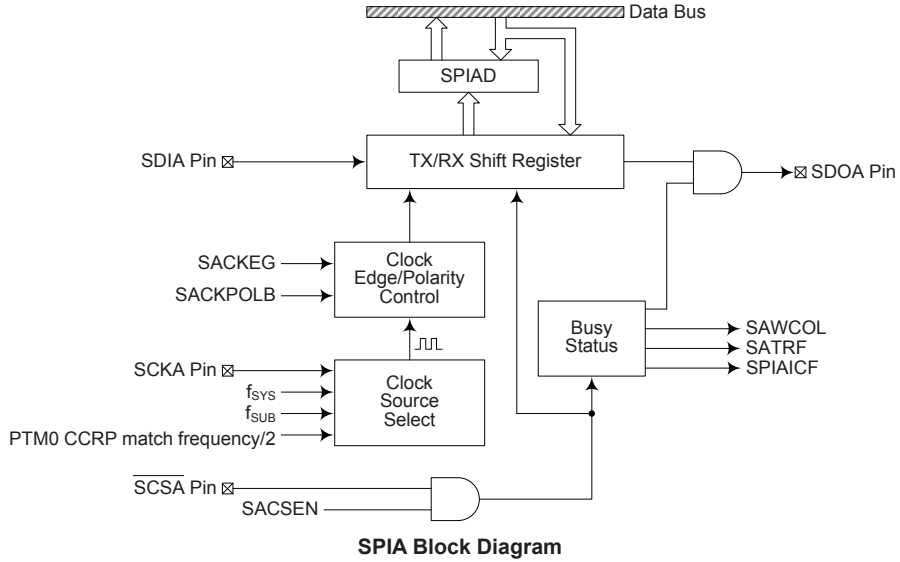 Data Bus
SPIAD
SDIA Pin
TX/RX Shift Register
SDOA Pin
SACKEG
SACKPOLB
Clock
Edge/Polarity
Control
Busy
Status
SAWCOL
SATRF
SPIAICF
SCKA Pin
fSYS
fSUB
PTM0 CCRP match frequency/2
Clock
Source
Select
SCSA Pin
SACSEN
SPIA Block Diagram